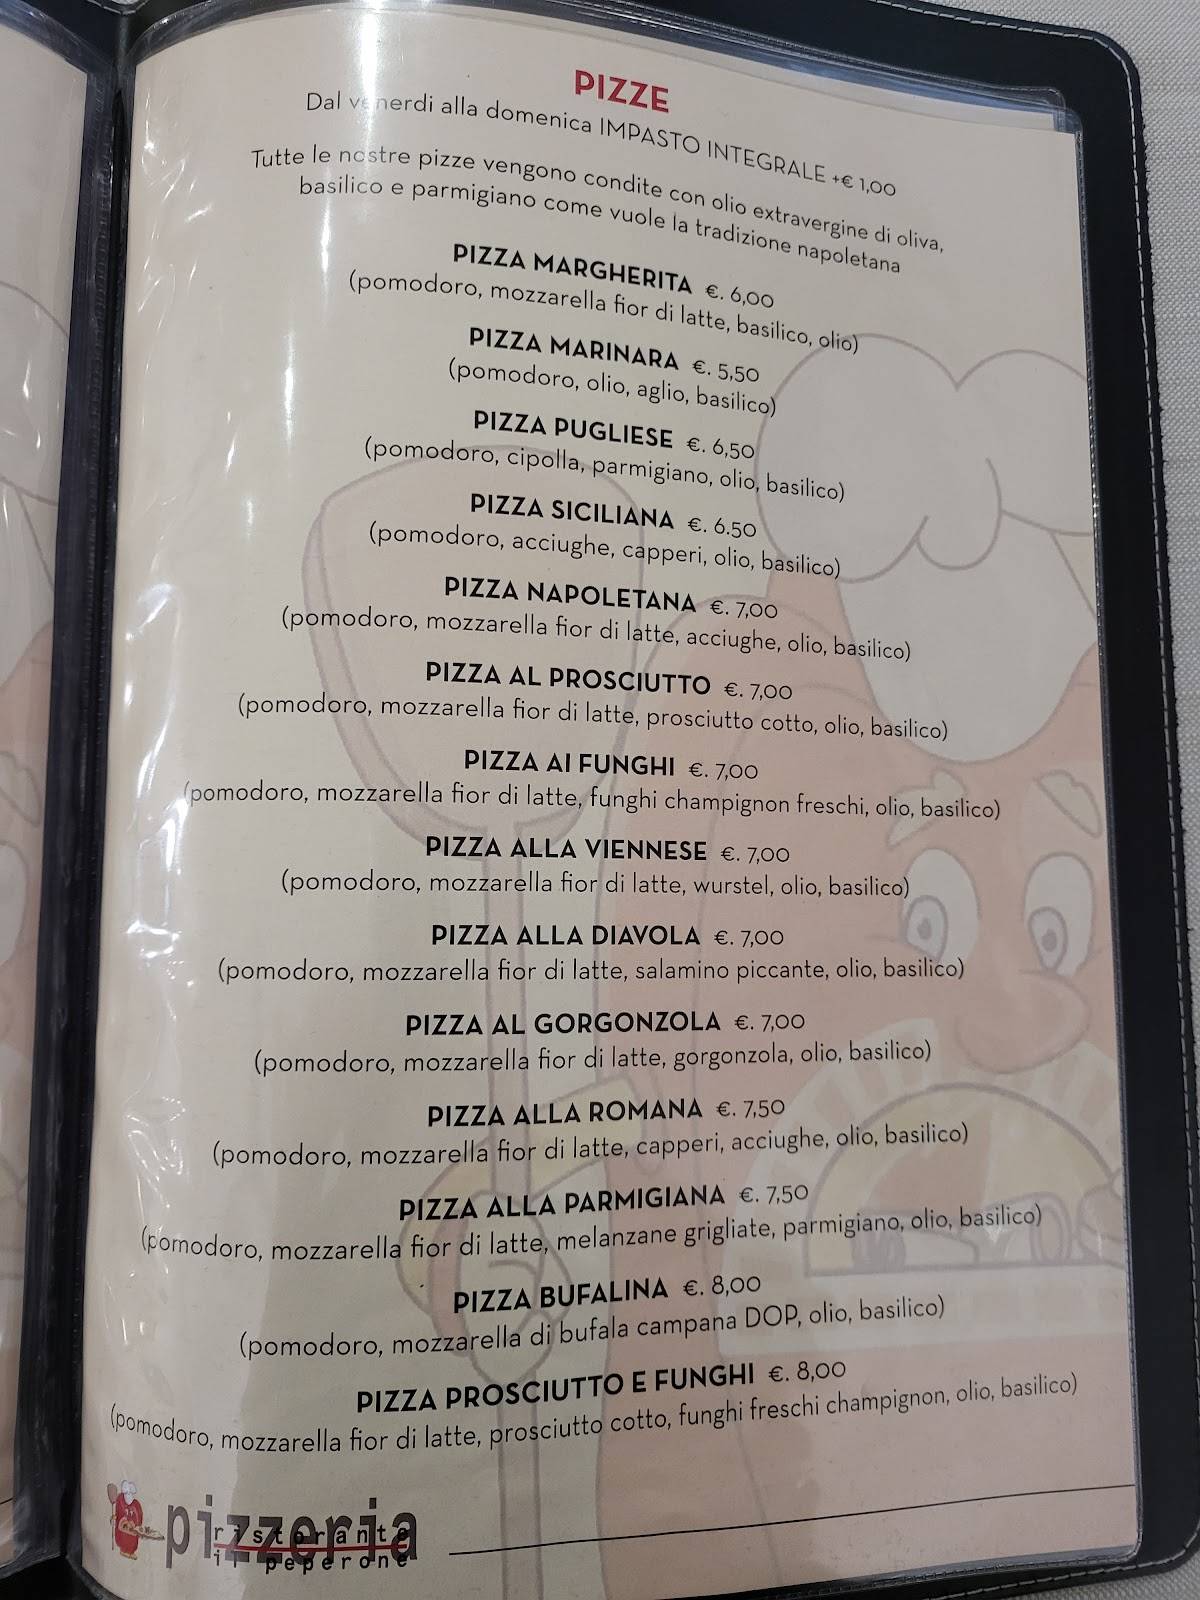 PIZZE
Dal venerdi alla domenica IMPASTO INTEGRALE +€ 1,00
Tutte le nostre pizze vengono condite con olio extravergine di oliva,
basilico e parmigiano come vuole la tradizione napoletana
PIZZA MARGHERITA €. 6,00
(pomodoro, mozzarella fior di latte, basilico, olio)
PIZZA MARINARA €. 5,50
(pomodoro, olio, aglio, basilico)
PIZZA PUGLIESE €. 6,50
(pomodoro, cipolla, parmigiano, olio, basilico)
PIZZA SICILIANA €. 6.50
(pomodoro, acciughe, capperi, olio, basilico)
PIZZA NAPOLETANA €. 7,00
(pomodoro, mozzarella fior di latte, acciughe, olio, basilico)
PIZZA AL PROSCIUTTO €. 7,00
(pomodoro, mozzarella fior di latte, prosciutto cotto, olio, basilico)
PIZZA AI FUNGHI €. 7,00
(pomodoro, mozzarella fior di latte, funghi champignon freschi, olio, basilico)
PIZZA ALLA VIENNESE €. 7,00
(pomodoro, mozzarella fior di latte, wurstel, olio, basilico)
PIZZA ALLA DIAVOLA €. 7,00
(pomodoro, mozzarella fior di latte, salamino piccante, olio, basilico)
PIZZA AL GORGONZOLA €. 7,00
(pomodoro, mozzarella fior di latte, gorgonzola, olio, basilico)
PIZZA ALLA ROMANA €. 7,50
(pomodoro, mozzarella fior di latte, capperi, acciughe, olio, basilico)
PIZZA ALLA PARMIGIANA €. 7,50
(pomodoro, mozzarella fior di latte, melanzane grigliate, parmigiano, olio, basilico)
PIZZA BUFALINA €. 8,00
(pomodoro, mozzarella di bufala campana DOP, olio, basilico)
PIZZA PROSCIUTTO E FUNGHI €. 8,00
(pomodoro, mozzarella fior di latte, prosciutto cotto, funghi freschi champignon, olio, basilico)
pizzeria
ristorante
il peperone